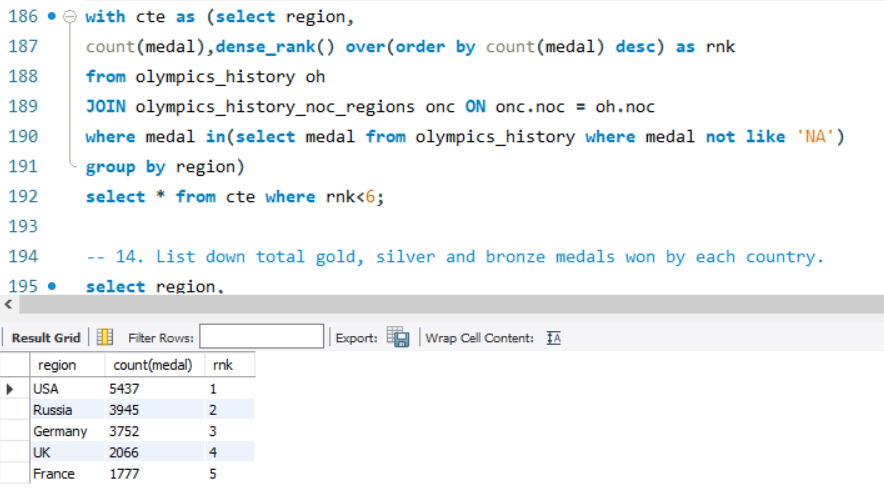 186 with cte as (select region,
187 count(medal),dense_rank() over(order by count(medal) desc) as rnk
188 from olympics_history oh
189 JOIN olympics_history_noc_regions onc ON onc.noc = oh.noc
190 where medal in(select medal from olympics_history where medal not like 'NA')
191 group by region)
192 select * from cte where rnk<6;
193
194 -- 14. List down total gold, silver and bronze medals won by each country.
195 select region,
Result Grid Filter Rows: Export: Wrap Cell Content: IA
region count(medal) rnk
USA 5437 1
Russia 3945 2
Germany 3752 3
UK 2066 4
France 1777 5